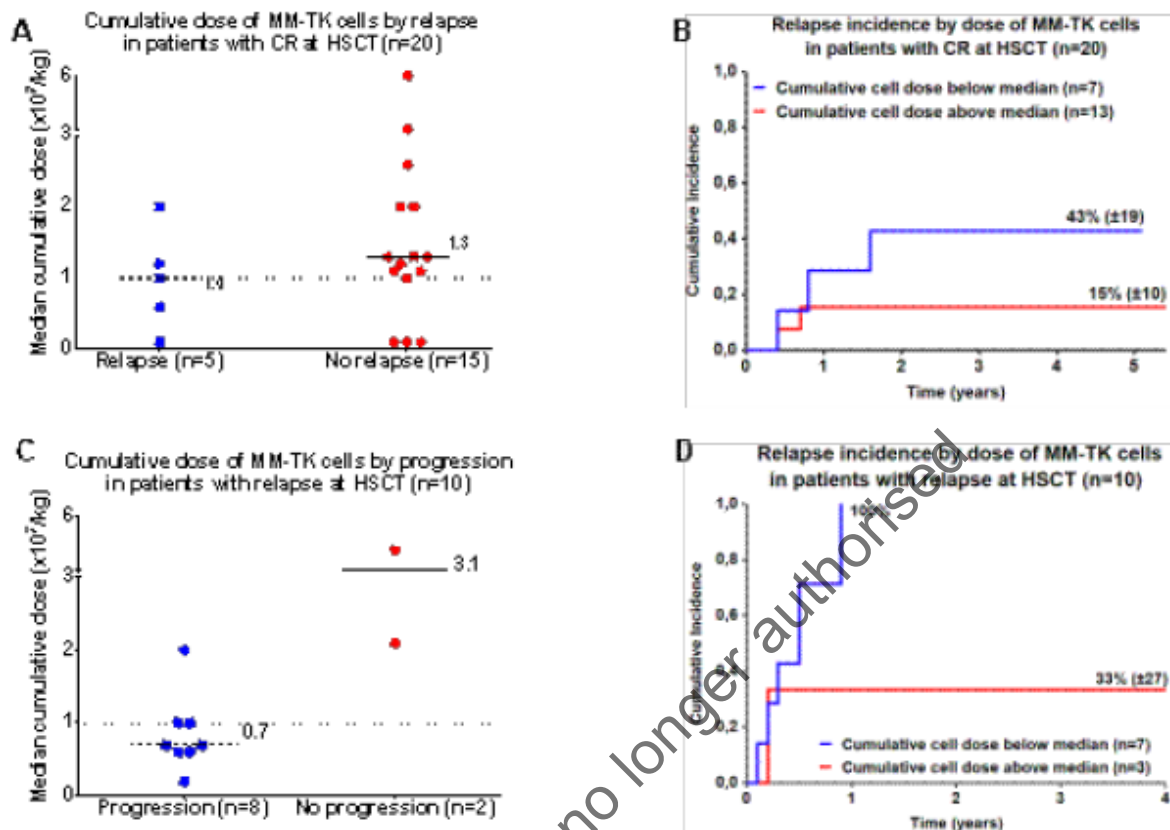 A
Cumulative dose of MM-TK cells by relapse
in patients with CR at HSCT (n=20)
Median cumulative dose (x10⁷/kg)
6
3
2
1
0
1.3
Relapse (n=5)
No relapse (n=15)
B
Relapse incidence by dose of MM-TK cells
in patients with CR at HSCT (n=20)
Cumulative Incidence
1,0
0,8
0,6
0,4
0,2
0,0
Cumulative cell dose below median (n=7)
Cumulative cell dose above median (n=13)
43% (±19)
15% (±10)
0 1 2 3 4 5
Time (years)
C
Cumulative dose of MM-TK cells by progression
in patients with relapse at HSCT (n=10)
Median cumulative dose (x10⁷/kg)
6
3
2
1
0
0.7
3.1
Progression (n=8)
No progression (n=2)
D
Relapse incidence by dose of MM-TK cells
in patients with relapse at HSCT (n=10)
Cumulative Incidence
1,0
0,8
0,6
0,4
0,2
0,0
100%
33% (±27)
Cumulative cell dose below median (n=7)
Cumulative cell dose above median (n=3)
0 1 2 3 4
Time (years)
no longer authorised